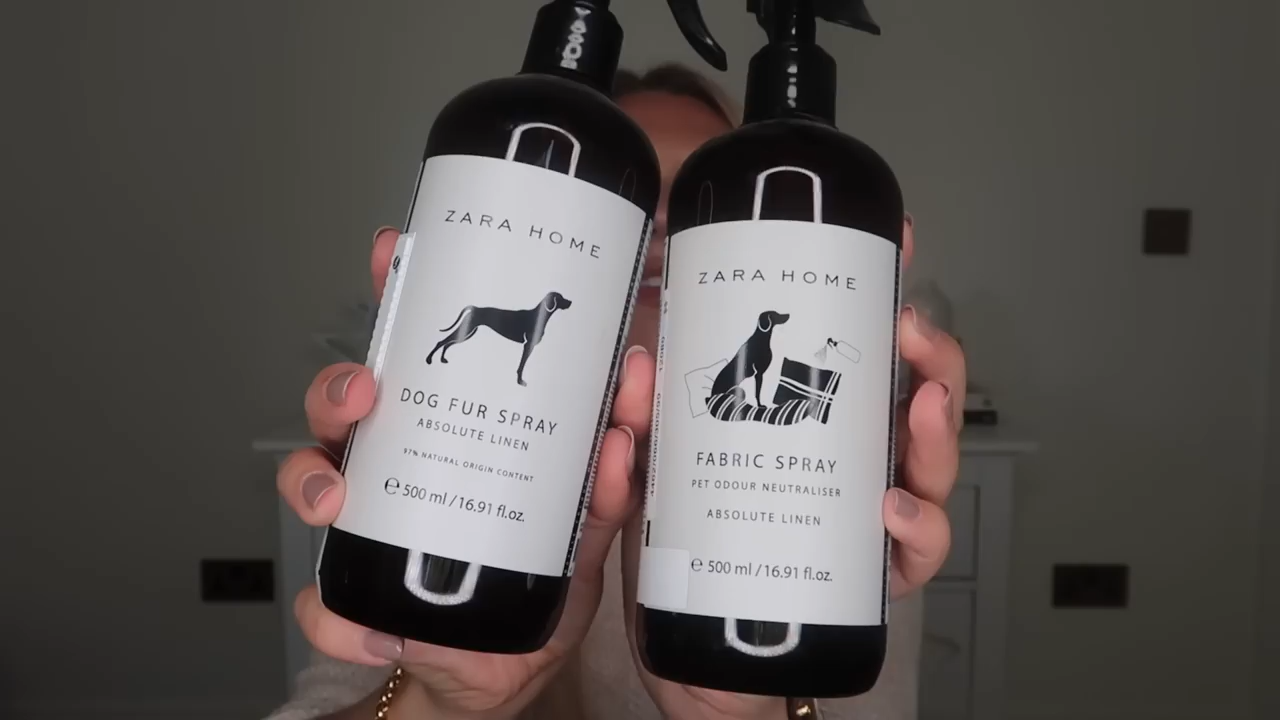 ZARA HOME
DOG FUR SPRAY
ABSOLUTE LINEN
97% NATURAL ORIGIN CONTENT
℮ 500 ml / 16.91 fl.oz.
ZARA HOME
FABRIC SPRAY
PET ODOUR NEUTRALISER
ABSOLUTE LINEN
℮ 500 ml / 16.91 fl.oz.